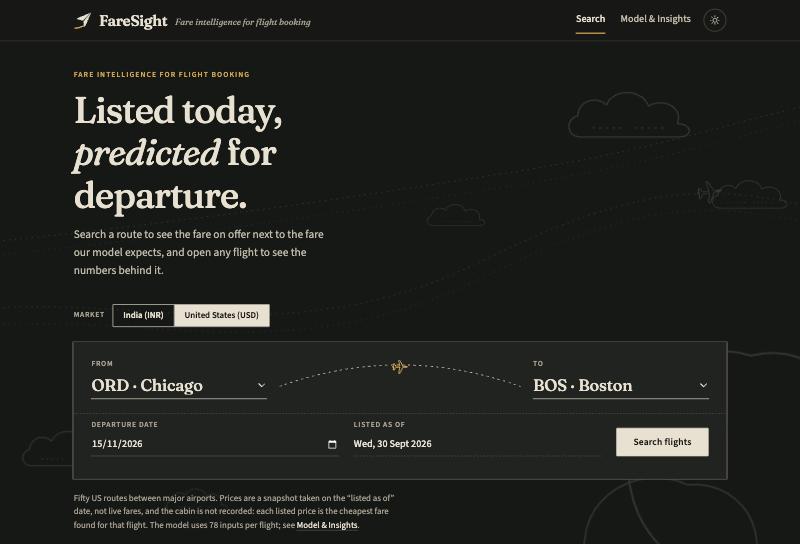 FareSight Fare intelligence for flight booking
Search Model & Insights
FARE INTELLIGENCE FOR FLIGHT BOOKING
Listed today,
predicted for
departure.
Search a route to see the fare on offer next to the fare
our model expects, and open any flight to see the
numbers behind it.
MARKET India (INR) United States (USD)
FROM
ORD · Chicago
TO
BOS · Boston
DEPARTURE DATE
15/11/2026
LISTED AS OF
Wed, 30 Sept 2026
Search flights
Fifty US routes between major airports. Prices are a snapshot taken on the “listed as of”
date, not live fares, and the cabin is not recorded: each listed price is the cheapest fare
found for that flight. The model uses 78 inputs per flight; see Model & Insights.